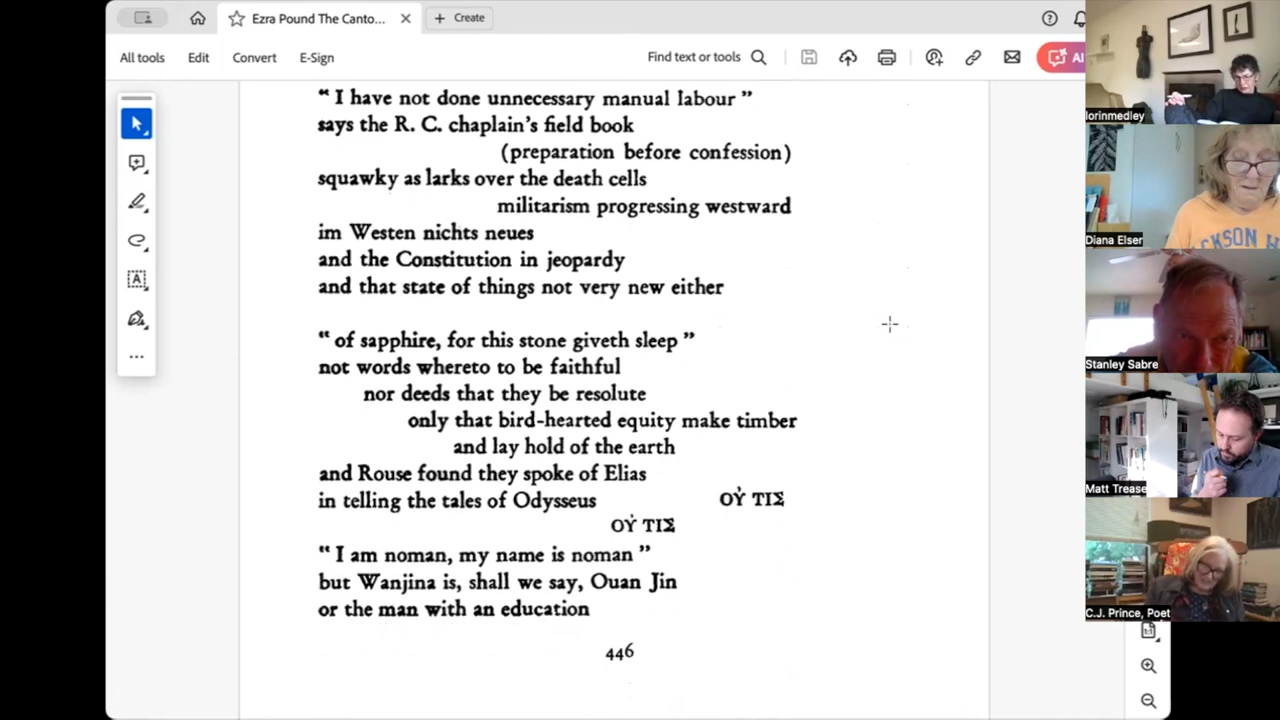 Ezra Pound The Canto...
Create
All tools
Edit
Convert
E-Sign
Find text or tools
AI
“ I have not done unnecessary manual labour ”
says the R. C. chaplain's field book
(preparation before confession)
squawky as larks over the death cells
militarism progressing westward
im Westen nichts neues
and the Constitution in jeopardy
and that state of things not very new either
“ of sapphire, for this stone giveth sleep ”
not words whereto to be faithful
nor deeds that they be resolute
only that bird-hearted equity make timber
and lay hold of the earth
and Rouse found they spoke of Elias
in telling the tales of Odysseus Οὐ ΤΙΣ
Οὐ ΤΙΣ
“ I am noman, my name is noman ”
but Wanjina is, shall we say, Ouan Jin
or the man with an education
446
lorinmedley
Diana Elser
CKSON H
Stanley Sabre
Matt Trease
C.J. Prince, Poet